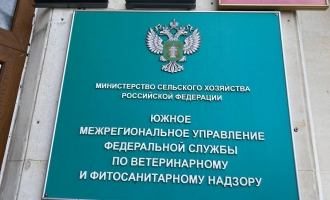 МИНИСТЕРСТВО СЕЛЬСКОГО ХОЗЯЙСТВА
РОССИЙСКОЙ ФЕДЕРАЦИИ
ЮЖНОЕ
МЕЖРЕГИОНАЛЬНОЕ УПРАВЛЕНИЕ
ФЕДЕРАЛЬНОЙ СЛУЖБЫ
ПО ВЕТЕРИНАРНОМУ
И ФИТОСАНИТАРНОМУ НАДЗОРУ